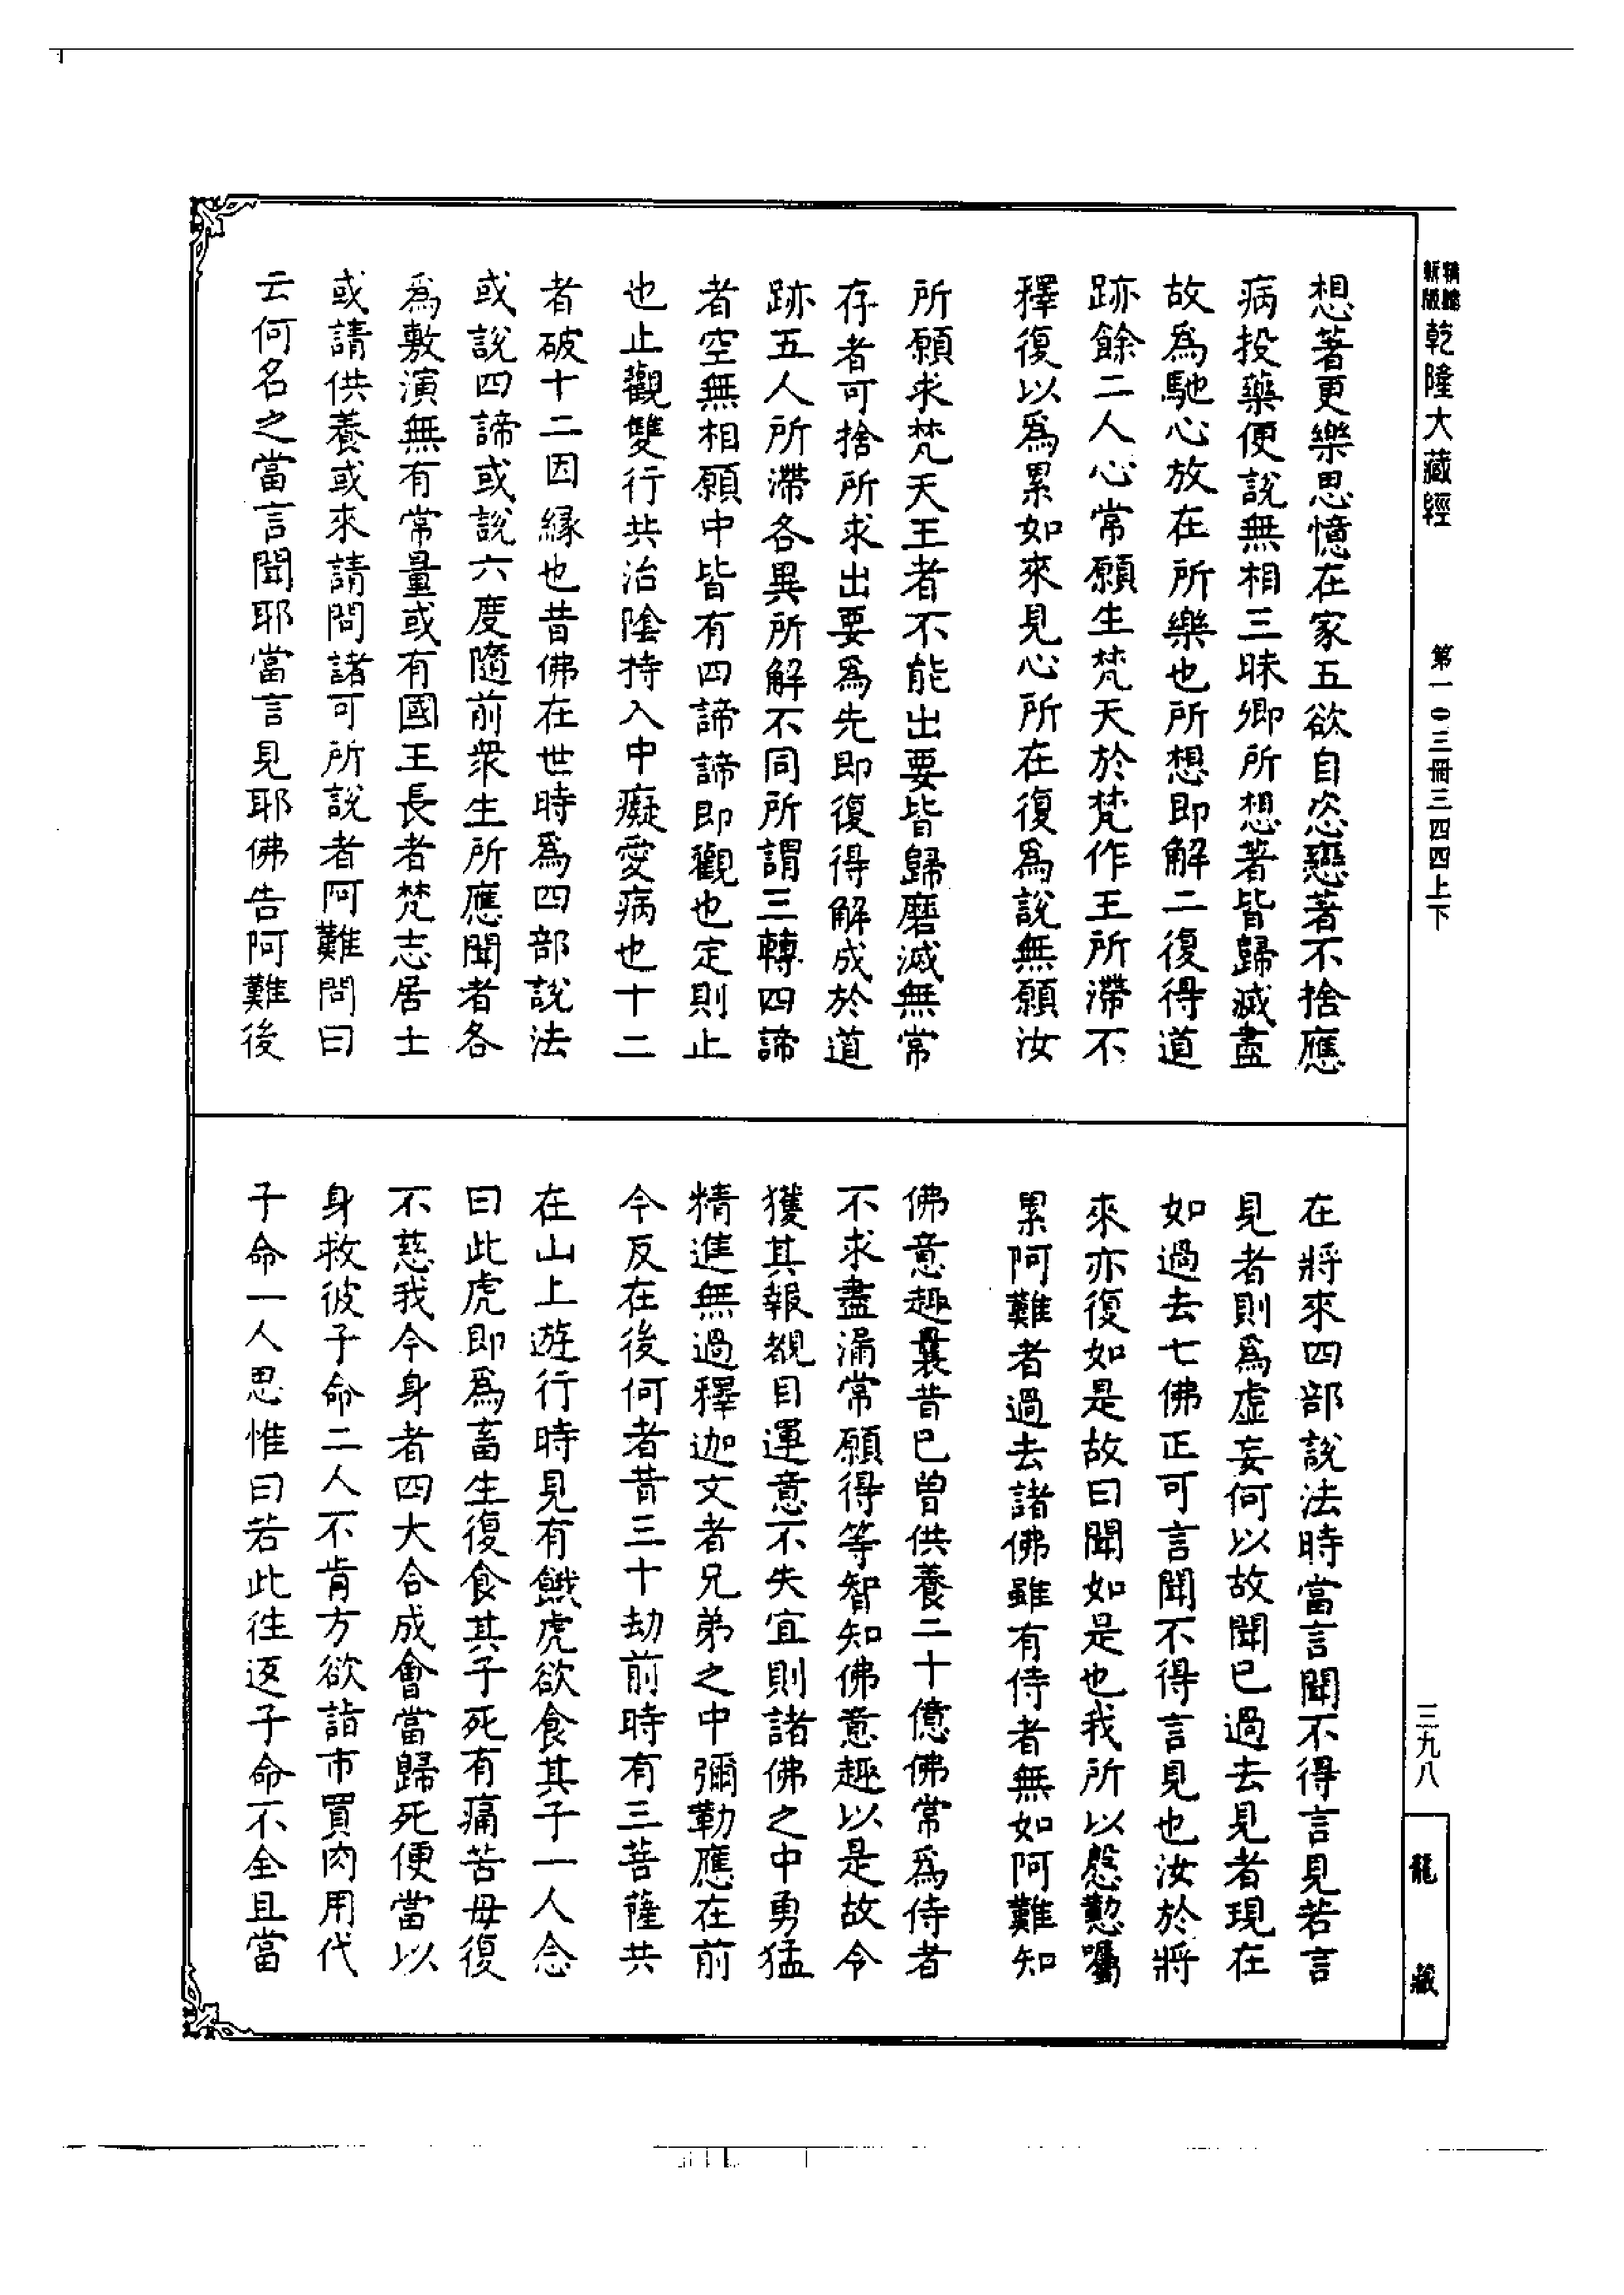 新版
精縮
乾隆大藏經
第一〇三冊三四四上下
三九八
龍藏
想著更樂思憶在家五欲自恣戀著不捨應
病投藥便說無相三昧卿所想著皆歸滅盡
故為馳心放在所樂也所想即解二復得道
跡餘二人心常願生梵天於梵作王所滯不
釋復以為累如來見心所在復為說無願汝
所願求梵天王者不能出要皆歸磨滅無常
存者可捨所求出要為先即復得解成於道
跡五人所滯各異所解不同所謂三轉四諦
者空無相願中皆有四諦諦即觀也定則止
也止觀雙行共治陰持入中癡愛病也十二
者破十二因緣也昔佛在世時為四部說法
或說四諦或說六度隨前衆生所應聞者各
為敷演無有常量或有國王長者梵志居士
或請供養或來請問諸可所說者阿難問曰
云何名之當言聞耶當言見耶佛告阿難後
在將來四部說法時當言聞不得言見若言
見者則為虛妄何以故聞已過去見者現在
如過去七佛正可言聞不得言見也汝於將
來亦復如是故曰聞如是也我所以慇懃囑
累阿難者過去諸佛雖有侍者無如阿難知
佛意趣曩昔已曾供養二十億佛常為侍者
不求盡漏常願得等智知佛意趣以是故今
獲其報覩目運意不失宜則諸佛之中勇猛
精進無過釋迦文者兄弟之中彌勒應在前
今反在後何者昔三十劫前時有三菩薩共
在山上遊行時見有餓虎欲食其子一人念
曰此虎即為畜生復食其子死有痛苦母復
不慈我今身者四大合成會當歸死便當以
身救彼子命二人不肯方欲詣市買肉用代
子命一人思惟曰若此往返子命不全且當